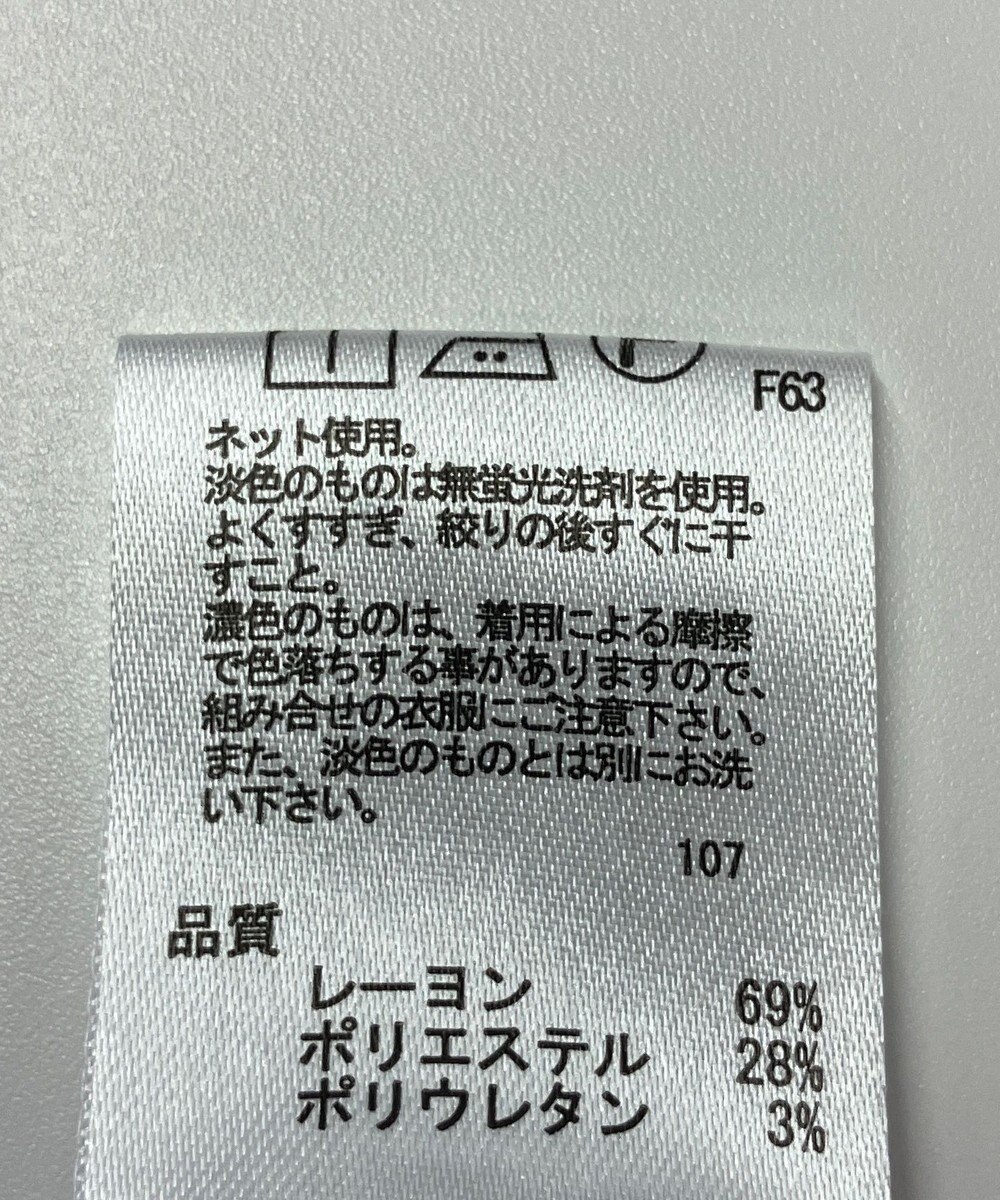 F63
ネット使用。
淡色のものは無蛍光洗剤を使用。
よくすすぎ、絞りの後すぐに干
すこと。
濃色のものは、着用による摩擦
で色落ちする事がありますので、
組み合せの衣服にご注意下さい。
また、淡色のものとは別にお洗
い下さい。
107
品質
レーヨン 69%
ポリエステル 28%
ポリウレタン 3%